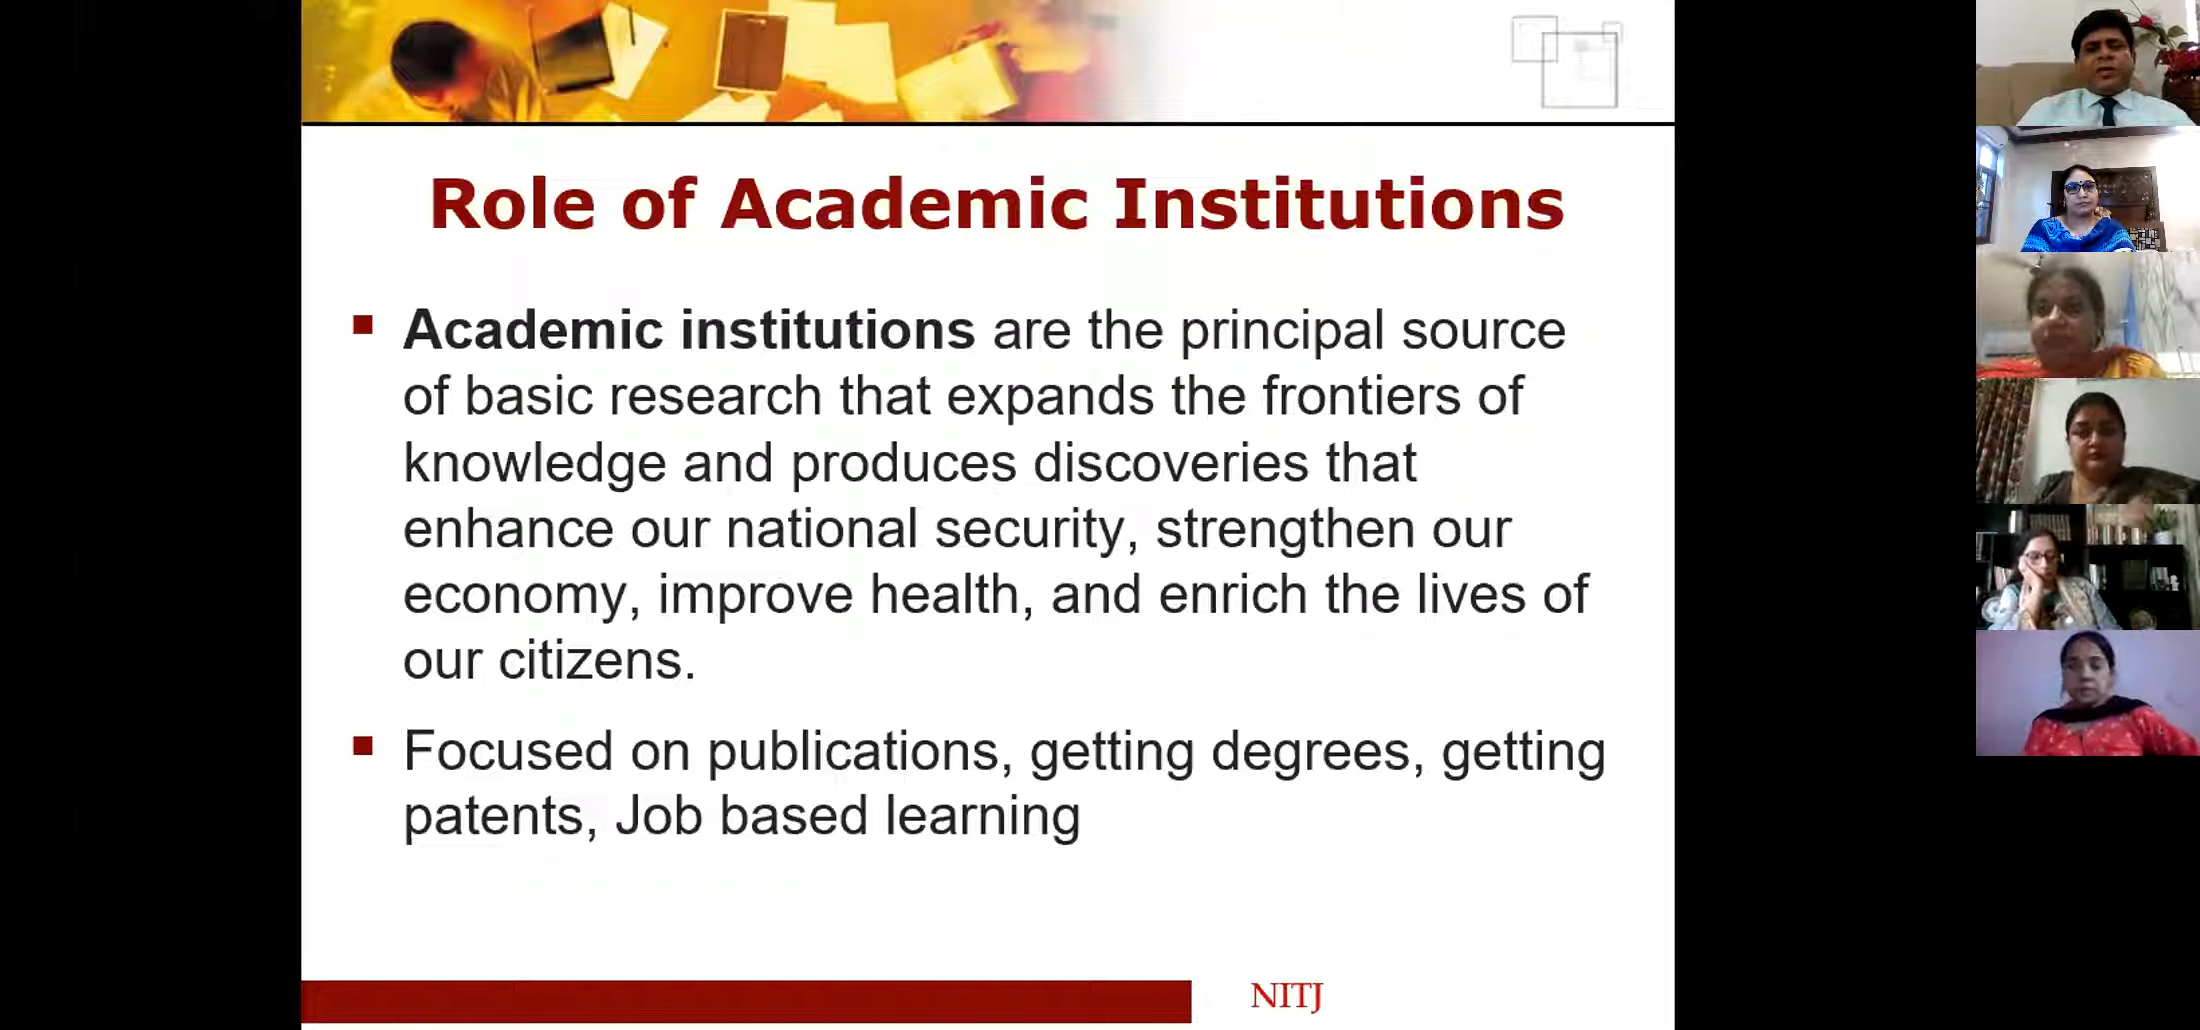 Role of Academic Institutions
Academic institutions are the principal source
of basic research that expands the frontiers of
knowledge and produces discoveries that
enhance our national security, strengthen our
economy, improve health, and enrich the lives of
our citizens.
Focused on publications, getting degrees, getting
patents, Job based learning
NITJ